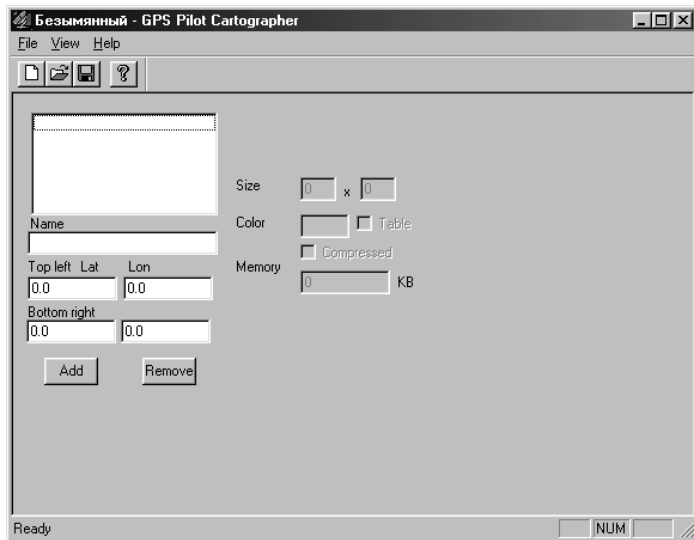 Безымянный - GPS Pilot Cartographer
File View Help
Size 0 x 0
Name
Color Table
Compressed
Top left Lat Lon
Memory 0 KB
0.0 0.0
Bottom right
0.0 0.0
Add Remove
Ready NUM